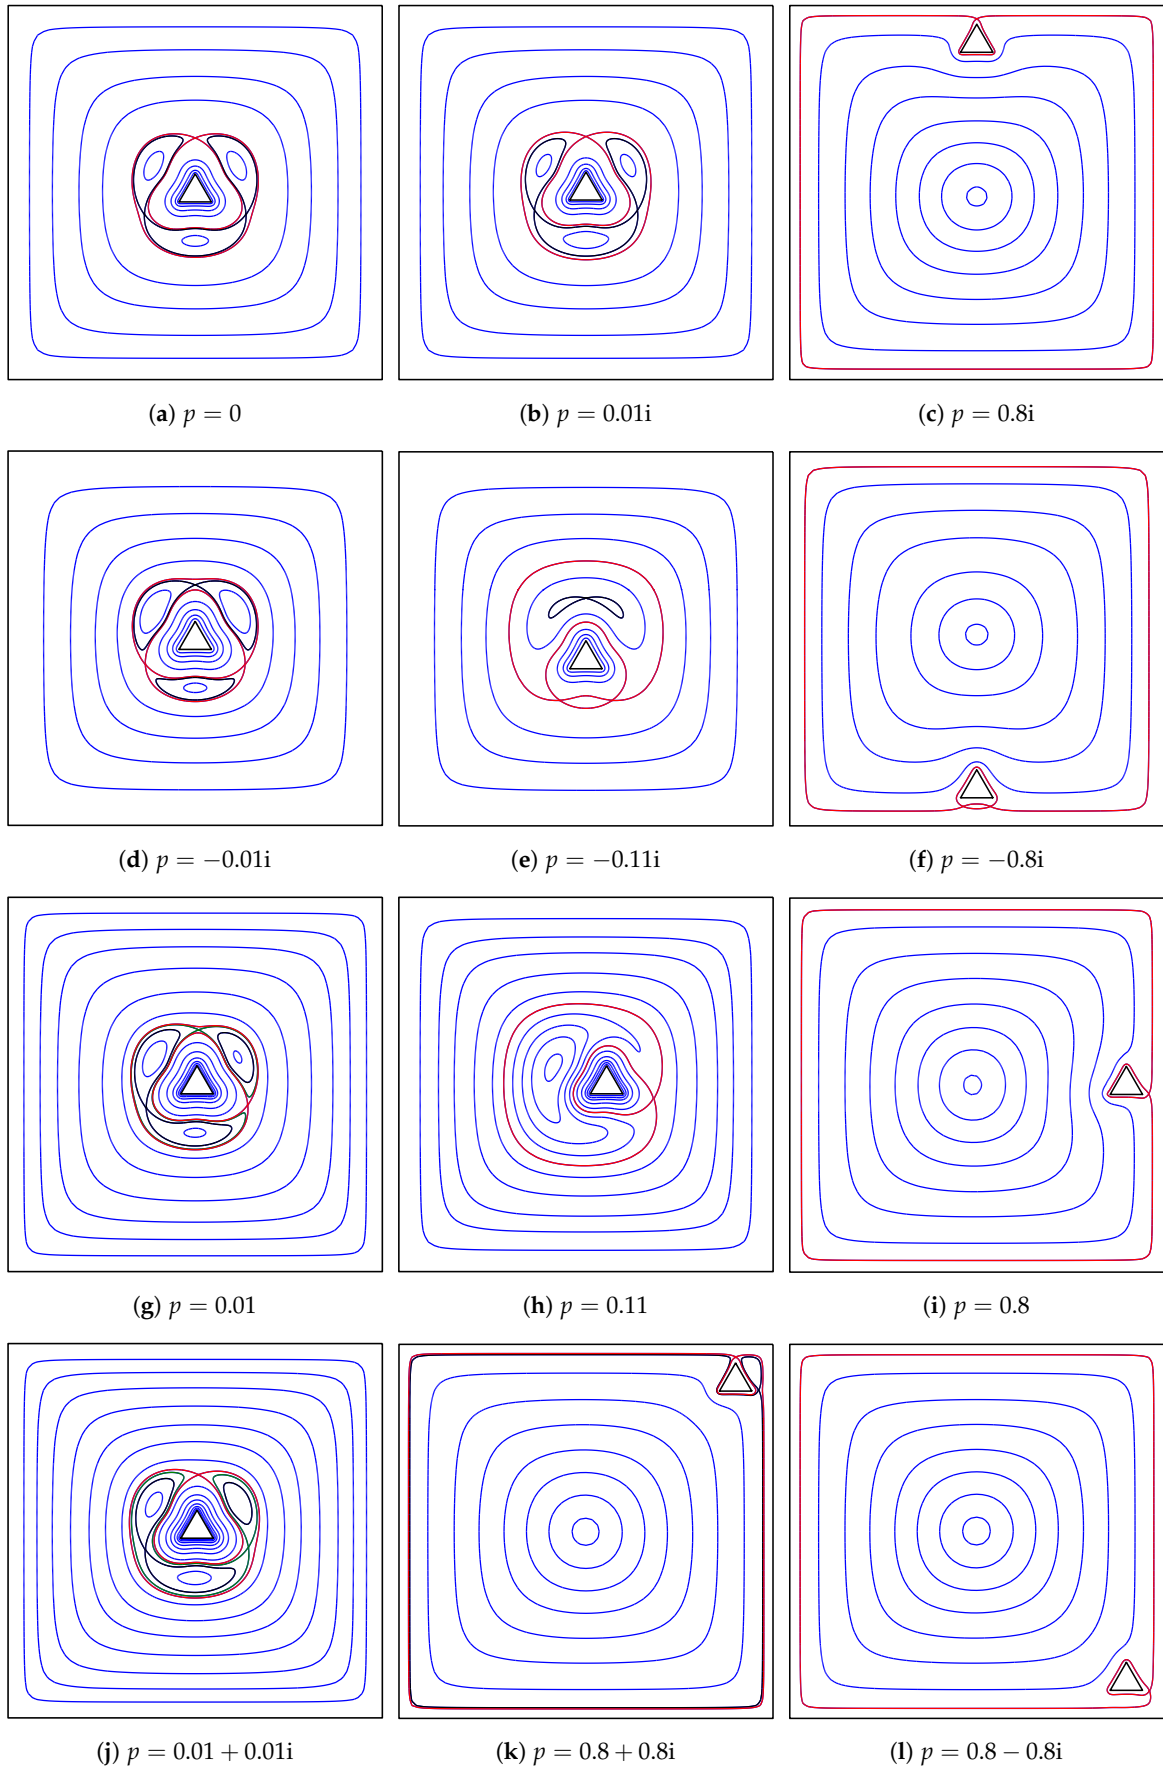 (a) p = 0
(b) p = 0.01i
(c) p = 0.8i
(d) p = −0.01i
(e) p = −0.11i
(f) p = −0.8i
(g) p = 0.01
(h) p = 0.11
(i) p = 0.8
(j) p = 0.01 + 0.01i
(k) p = 0.8 + 0.8i
(l) p = 0.8 − 0.8i